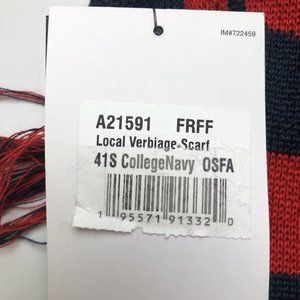 IM#722459
A21591 FRFF
Local Verbiage Scarf
41S CollegeNavy OSFA
1 95571 91332 0